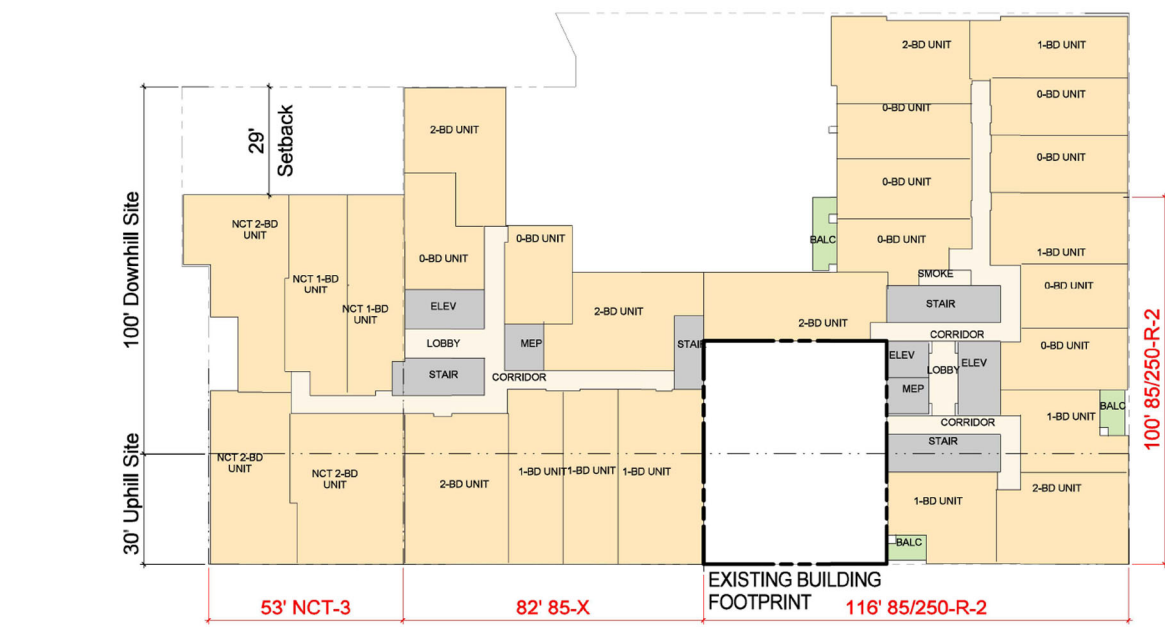 2-BD UNIT
1-BD UNIT
0-BD UNIT
0-BD UNIT
29'
Setback
2-BD UNIT
0-BD UNIT
0-BD UNIT
100' Downhill Site
NCT 2-BD
UNIT
0-BD UNIT
0-BD UNIT
BALC
0-BD UNIT
1-BD UNIT
0-BD UNIT
SMOKE
NCT 1-BD
UNIT
0-BD UNIT
ELEV
STAIR
NCT 1-BD
UNIT
2-BD UNIT
2-BD UNIT
LOBBY
MEP
STAIR
CORRIDOR
0-BD UNIT
ELEV
LOBBY
ELEV
STAIR
CORRIDOR
MEP
100' 85/250-R-2
BALC
1-BD UNIT
CORRIDOR
STAIR
30' Uphill Site
NCT 2-BD
UNIT
NCT 2-BD
UNIT
2-BD UNIT
1-BD UNIT
1-BD UNIT
1-BD UNIT
1-BD UNIT
2-BD UNIT
BALC
EXISTING BUILDING
FOOTPRINT
53' NCT-3
82' 85-X
116' 85/250-R-2